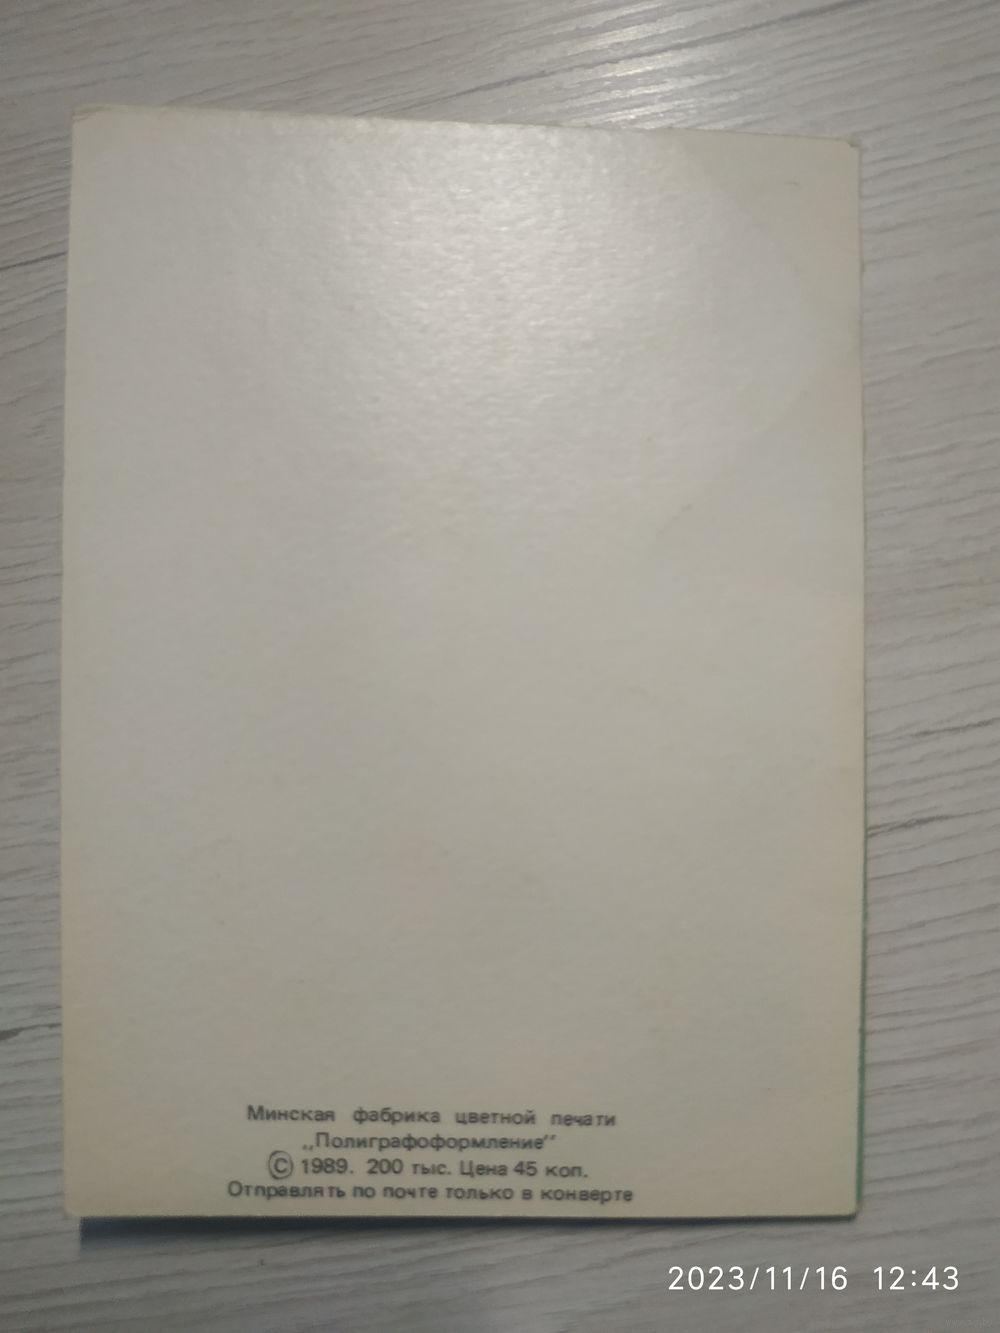 Минская фабрика цветной печати
„Полиграфоформление”
© 1989. 200 тыс. Цена 45 коп.
Отправлять по почте только в конверте
2023/11/16 12:43